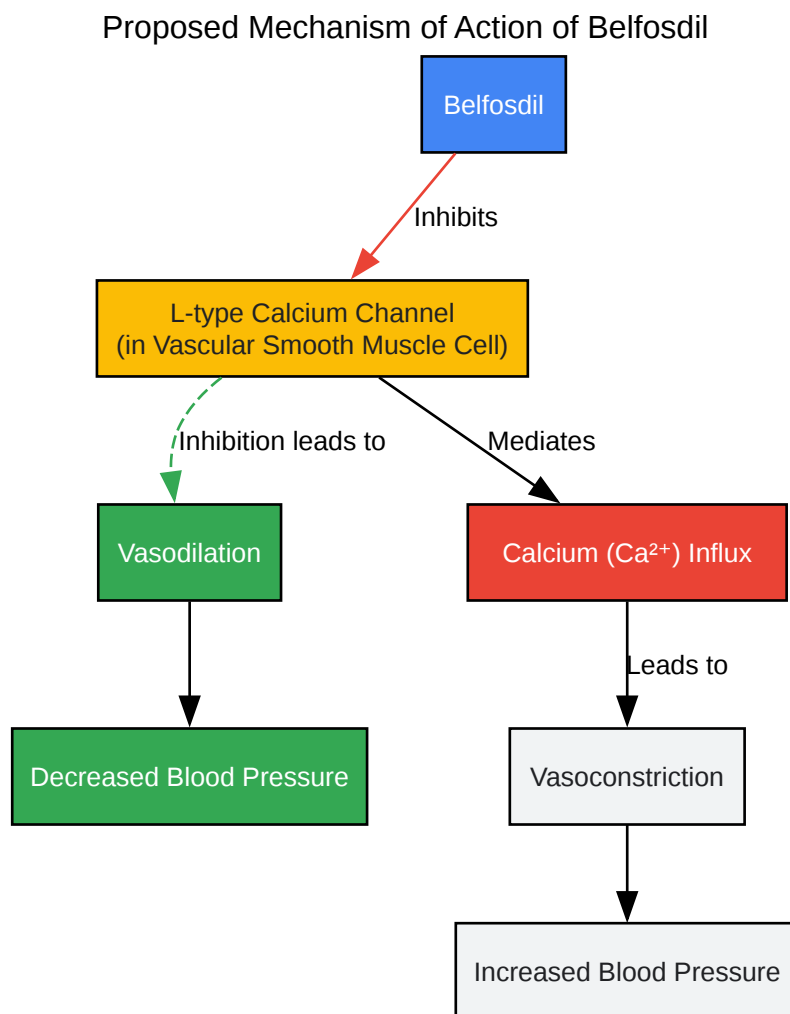 Proposed Mechanism of Action of Belfosdil
Belfosdil
Inhibits
L-type Calcium Channel
(in Vascular Smooth Muscle Cell)
Inhibition leads to
Mediates
Vasodilation
Calcium (Ca²⁺) Influx
Leads to
Decreased Blood Pressure
Vasoconstriction
Increased Blood Pressure